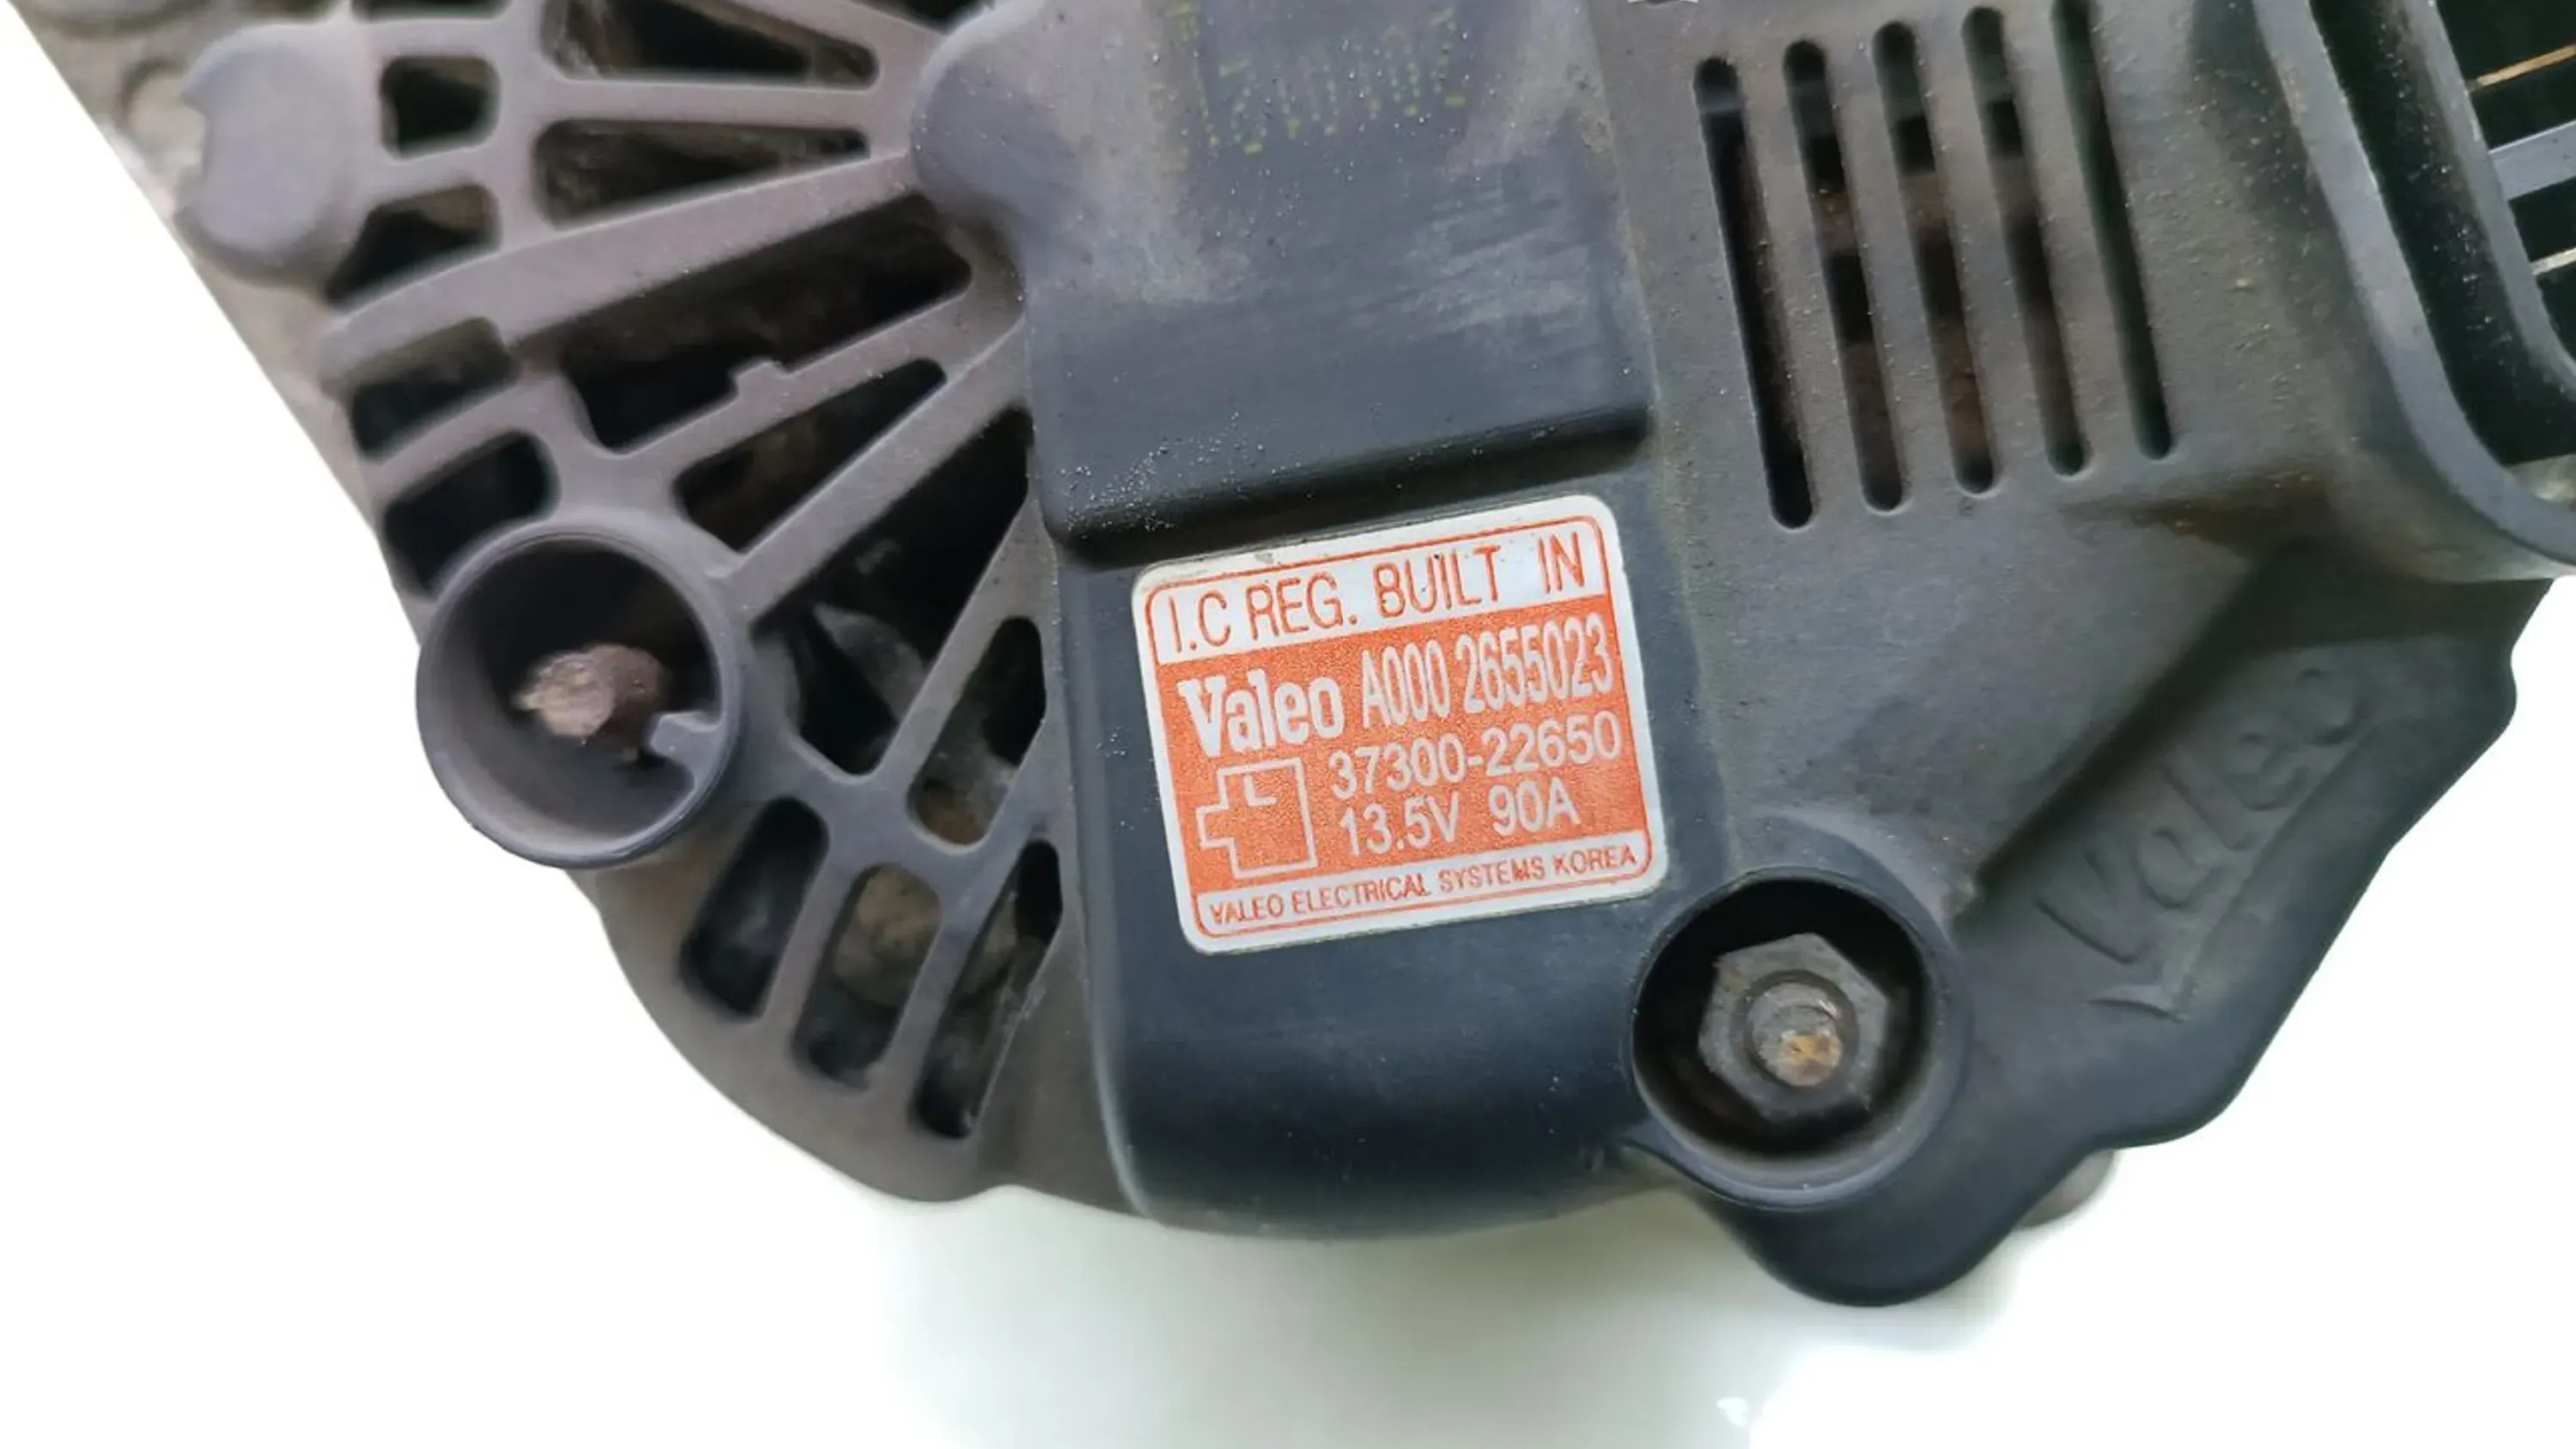 I.C REG. BUILT IN
Valeo A000 2655023
37300-22650
L
13.5V 90A
VALEO ELECTRICAL SYSTEMS KOREA
Valeo